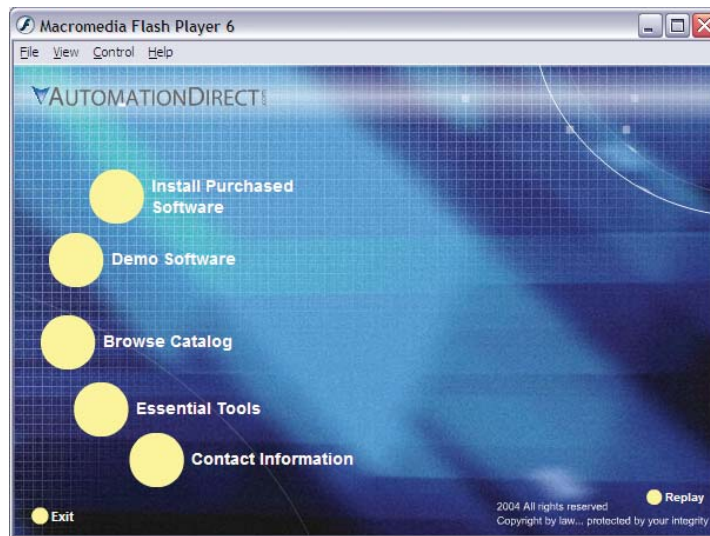 Macromedia Flash Player 6
File View Control Help
AUTOMATIONDIRECT
Install Purchased
Software
Demo Software
Browse Catalog
Essential Tools
Contact Information
Exit
Replay
2004 All rights reserved
Copyright by law... protected by your integrity